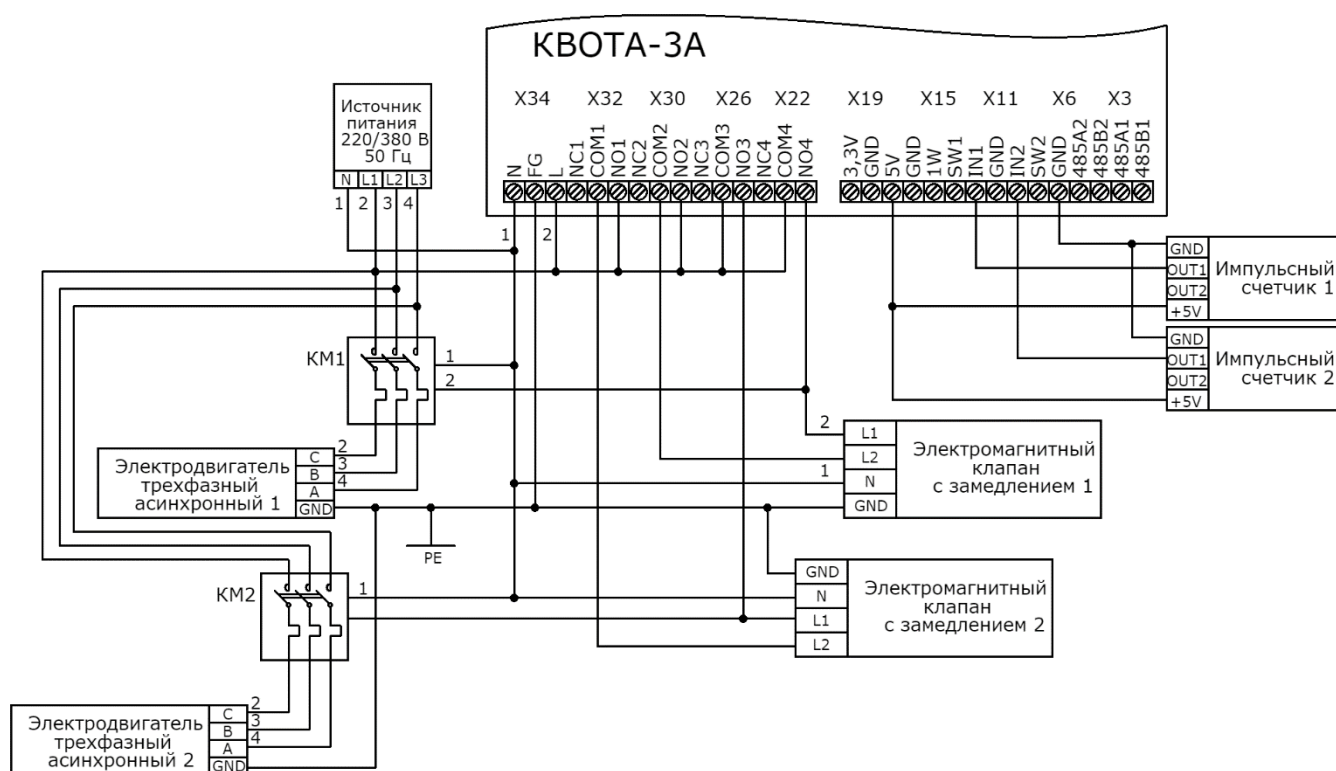 КВОТА-3А
X34 X32 X30 X26 X22 X19 X15 X11 X6 X3
N FG L NC1 COM1 NO1 NC2 COM2 NO2 NC3 COM3 NO3 NC4 COM4 NO4
3,3V GND 5V GND 1W SW1 IN1 GND IN2 SW2 GND 485A2 485B2 485A1 485B1
Источник
питания
220/380 В
50 Гц
N L1 L2 L3
1 2 3 4
1 2
GND
OUT1
OUT2
+5V
Импульсный
счетчик 1
GND
OUT1
OUT2
+5V
Импульсный
счетчик 2
КМ1
1
2
Электродвигатель
трехфазный
асинхронный 1
C 2
B 3
A 4
GND
2
1
L1
L2
N
GND
Электромагнитный
клапан
с замедлением 1
PE
КМ2
1
GND
N
L1
L2
Электромагнитный
клапан
с замедлением 2
Электродвигатель
трехфазный
асинхронный 2
C 2
B 3
A 4
GND